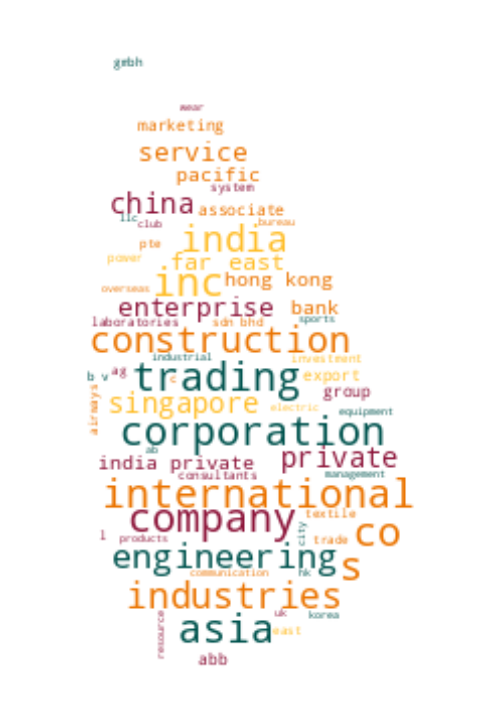 gmbh
wear
marketing
service
pacific
system
china
associate
llc
club
bureau
pte
india
power
far east
inc
hong kong
overseas
enterprise
bank
laboratories
sdn bhd
sports
construction
industrial
investment
b v
ag
trading
c
export
group
airways
singapore
electric
equipment
corporation
ab
india private
private
consultants
management
international
company
textile
co
city
l
products
trade
engineering
s
communication
hk
industries
resource
uk
korea
asia
east
abb